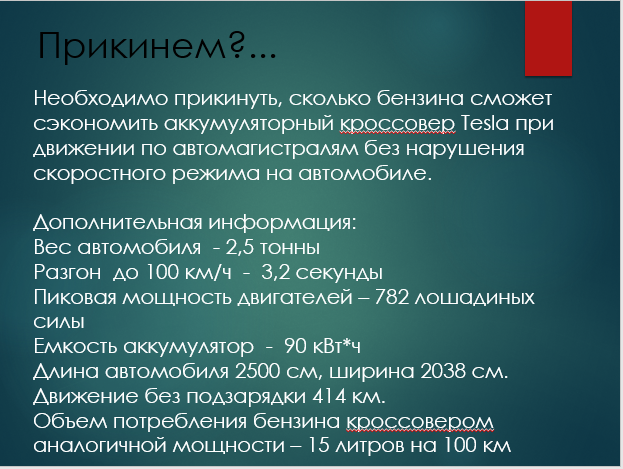 Прикинем?...
Необходимо прикинуть, сколько бензина сможет
сэкономить аккумуляторный кроссовер Tesla при
движении по автомагистралям без нарушения
скоростного режима на автомобиле.
Дополнительная информация:
Вес автомобиля - 2,5 тонны
Разгон до 100 км/ч - 3,2 секунды
Пиковая мощность двигателей – 782 лошадиных
силы
Емкость аккумулятор - 90 кВт*ч
Длина автомобиля 2500 см, ширина 2038 см.
Движение без подзарядки 414 км.
Объем потребления бензина кроссовером
аналогичной мощности – 15 литров на 100 км